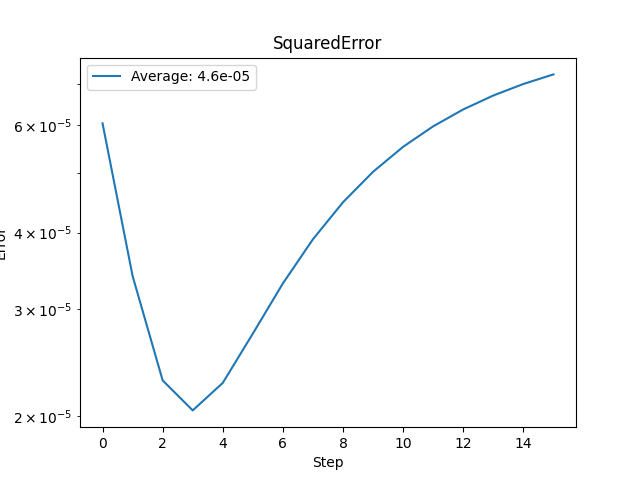 SquaredError
Average: 4.6e-05
6 × 10⁻⁵
4 × 10⁻⁵
3 × 10⁻⁵
2 × 10⁻⁵
Error
0 2 4 6 8 10 12 14
Step